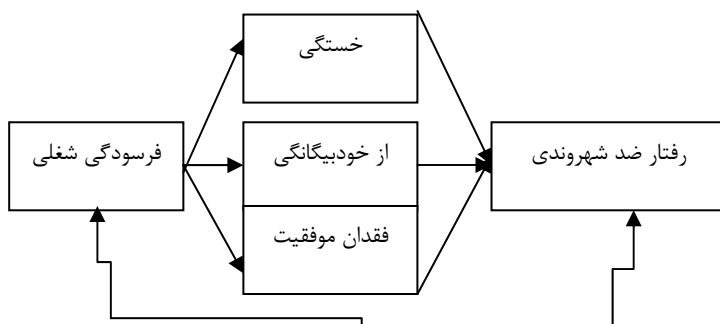 خستگی
فرسودگی شغلی
از خودبیگانگی
رفتار ضد شهروندی
فقدان موفقیت